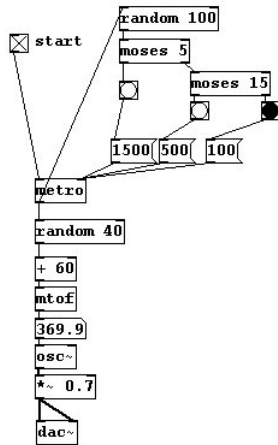 random 100
start
moses 5
moses 15
1500 500 100
metro
random 40
+ 60
mtof
369.9
osc~
*~ 0.7
dac~